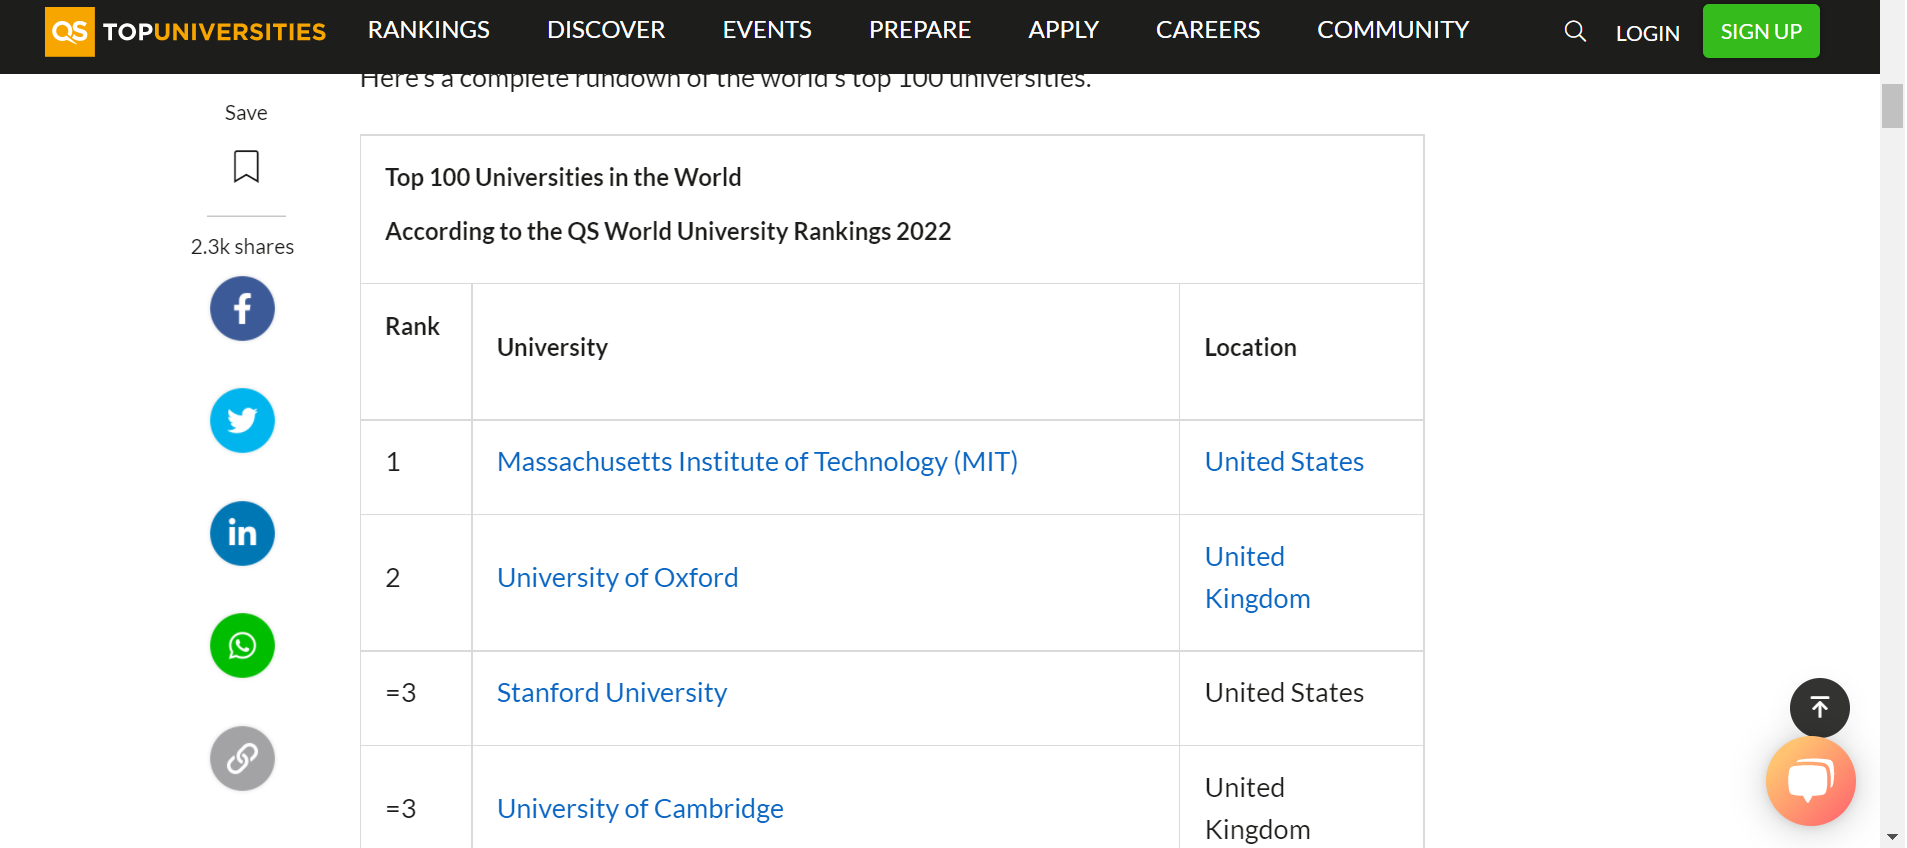 QS TOPUNIVERSITIES RANKINGS DISCOVER EVENTS PREPARE APPLY CAREERS COMMUNITY LOGIN SIGN UP
Here's a complete rundown of the world's top 100 universities.
Save
2.3k shares
Top 100 Universities in the World
According to the QS World University Rankings 2022
Rank University Location
1 Massachusetts Institute of Technology (MIT) United States
2 University of Oxford United
Kingdom
=3 Stanford University United States
=3 University of Cambridge United
Kingdom